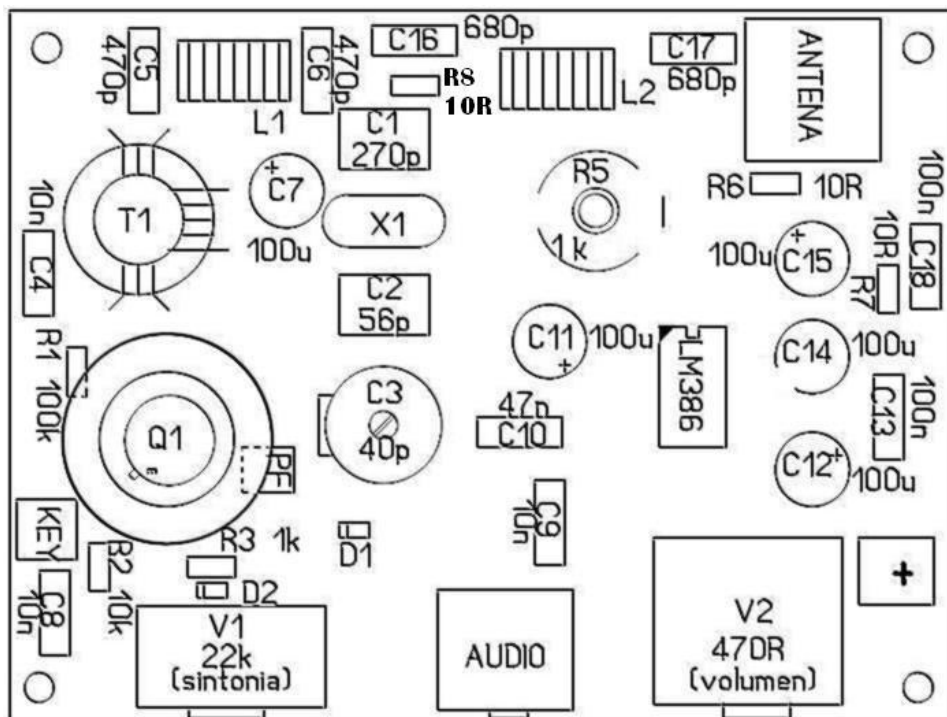 C5
470p
L1
C6
470p
C16
680p
R8
10R
L2
C17
680p
ANTENA
C1
270p
R5
1k
R6
10R
100n
C18
10n
C4
T1
C7
100u
X1
100u
C15
10R
R7
C2
56p
C11
100u
LM386
C14
100u
R1
100k
Q1
m
C3
40p
47n
C10
C13
100n
C12
100u
PF
KEY
R2
10k
R3 1k
D1
C9
10n
+
C8
10n
D2
V1
22k
(sintonia)
AUDIO
V2
470R
(volumen)